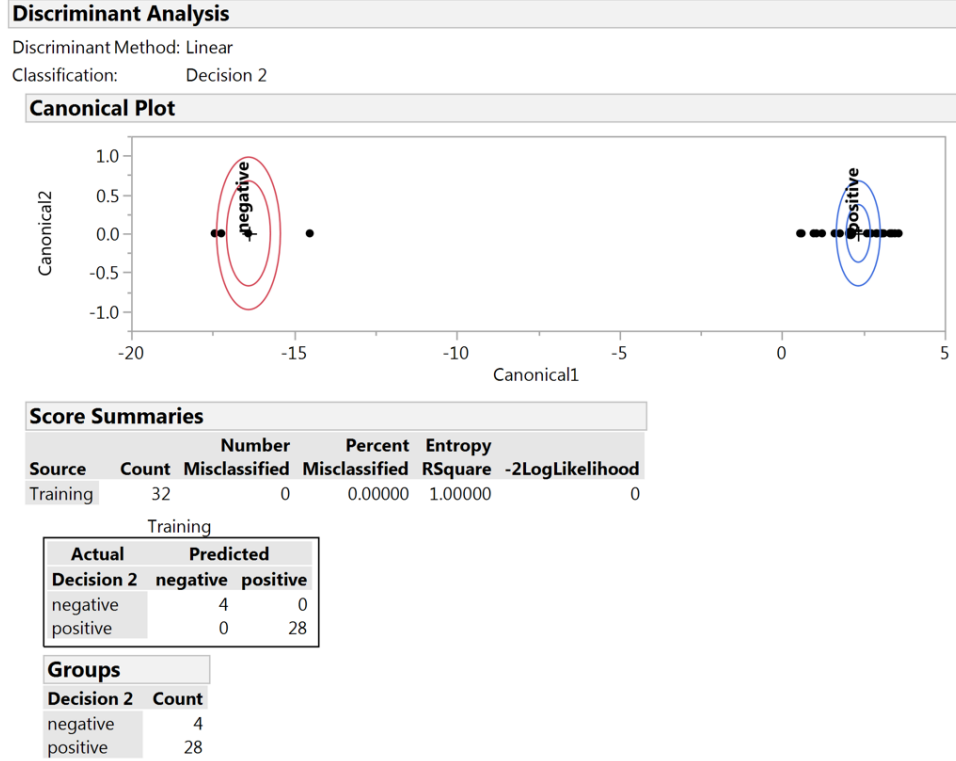 Discriminant Analysis
Discriminant Method: Linear
Classification: Decision 2
Canonical Plot
1.0
0.5
0.0
-0.5
-1.0
Canonical2
negative
positive
-20 -15 -10 -5 0 5
Canonical1
Score Summaries
Number Percent Entropy
Source Count Misclassified Misclassified RSquare -2LogLikelihood
Training 32 0 0.00000 1.00000 0
Training
Actual Predicted
Decision 2 negative positive
negative 4 0
positive 0 28
Groups
Decision 2 Count
negative 4
positive 28